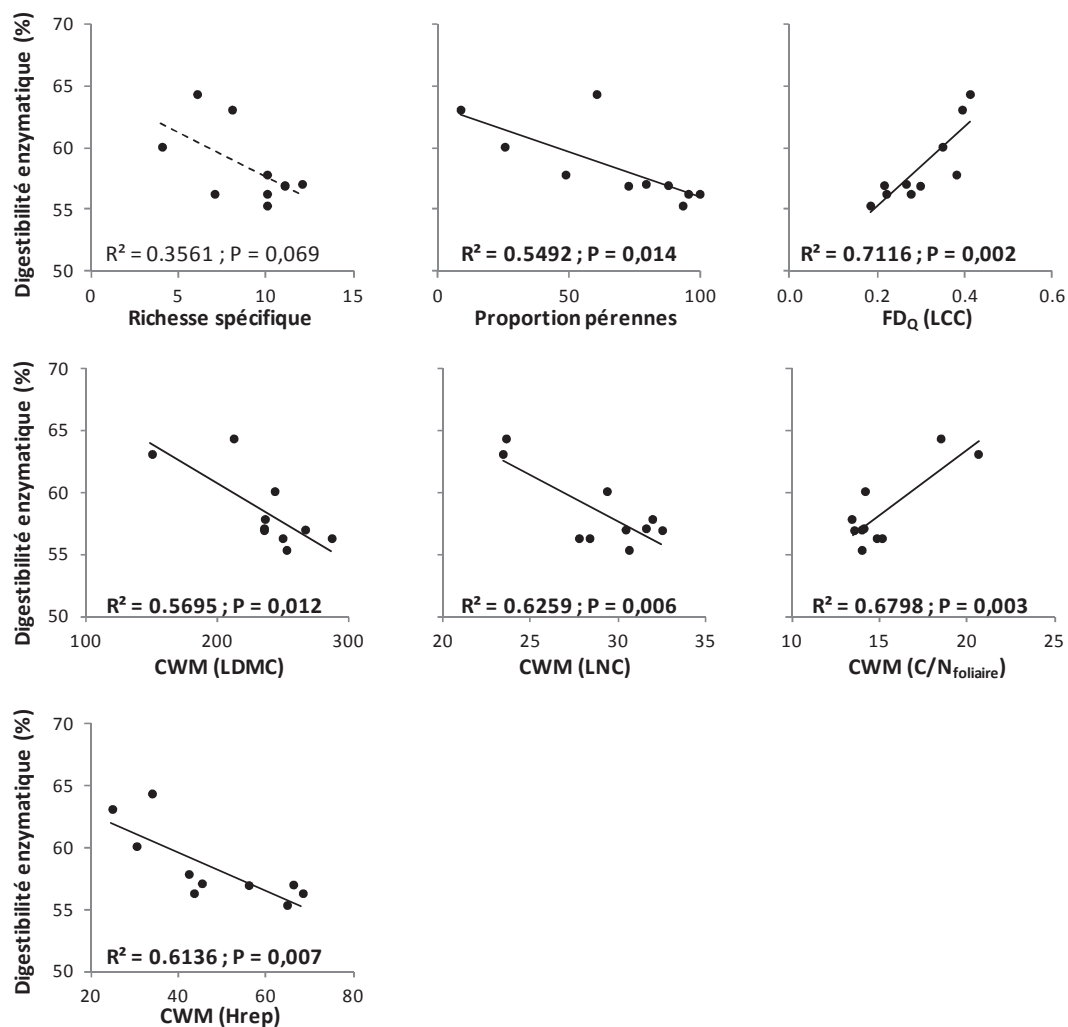 Digestibilité enzymatique (%)
70
65
60
55
50
R² = 0.3561 ; P = 0,069
R² = 0.5492 ; P = 0,014
R² = 0.7116 ; P = 0,002
0 5 10 15
0 50 100
0.0 0.2 0.4 0.6
Richesse spécifique
Proportion pérennes
FDQ (LCC)
Digestibilité enzymatique (%)
70
65
60
55
50
R² = 0.5695 ; P = 0,012
R² = 0.6259 ; P = 0,006
R² = 0.6798 ; P = 0,003
100 200 300
20 25 30 35
10 15 20 25
CWM (LDMC)
CWM (LNC)
CWM (C/Nfoliaire)
Digestibilité enzymatique (%)
70
65
60
55
50
R² = 0.6136 ; P = 0,007
20 40 60 80
CWM (Hrep)